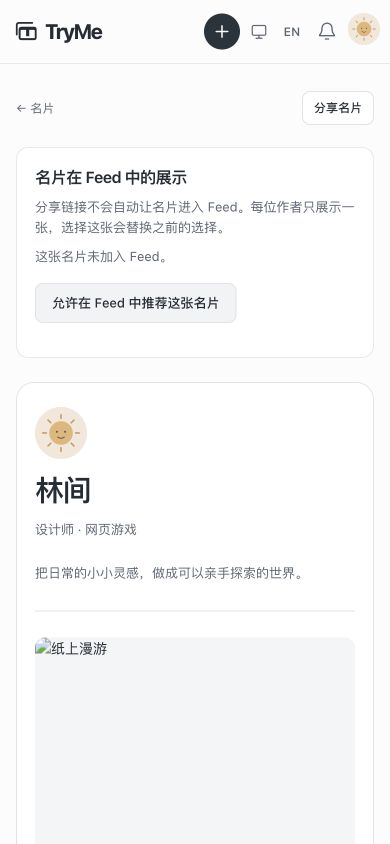 TryMe
EN
← 名片
分享名片
名片在 Feed 中的展示
分享链接不会自动让名片进入 Feed。每位作者只展示一
张，选择这张会替换之前的选择。
这张名片未加入 Feed。
允许在 Feed 中推荐这张名片
林间
设计师 · 网页游戏
把日常的小小灵感，做成可以亲手探索的世界。
纸上漫游